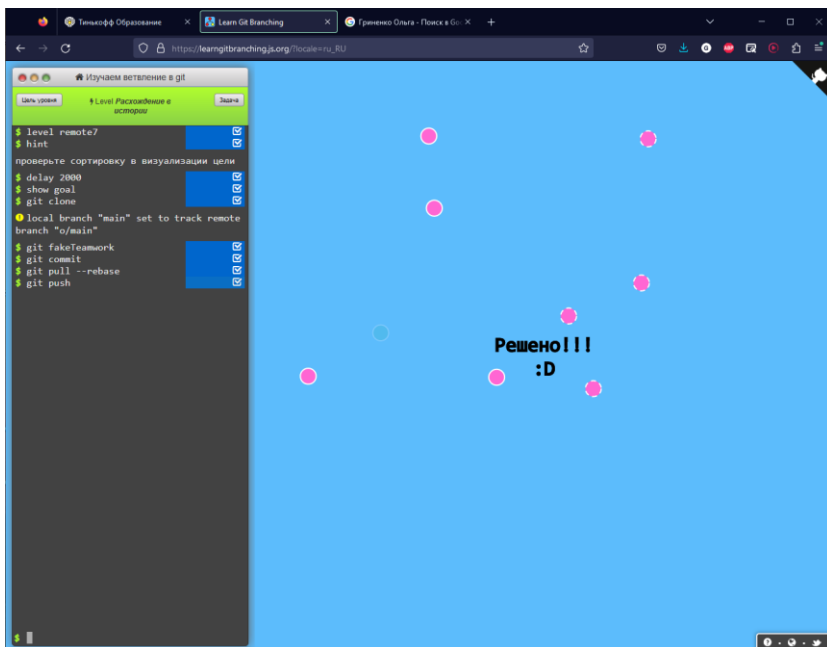 Тинькофф Образование
Learn Git Branching
Гриненко Ольга - Поиск в Go
https://learngitbranching.js.org/?locale=ru_RU
Изучаем ветвление в git
Цель уровня
Level Расхождение в истории
Задача
$ level remote7
$ hint
проверьте сортировку в визуализации цели
$ delay 2000
$ show goal
$ git clone
local branch "main" set to track remote
branch "o/main"
$ git fakeTeamwork
$ git commit
$ git pull --rebase
$ git push
Решено!!!
:D
$